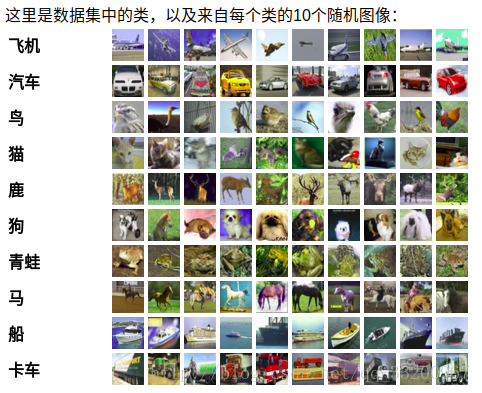 这里是数据集中的类，以及来自每个类的10个随机图像：
飞机
汽车
鸟
猫
鹿
狗
青蛙
马
船
卡车